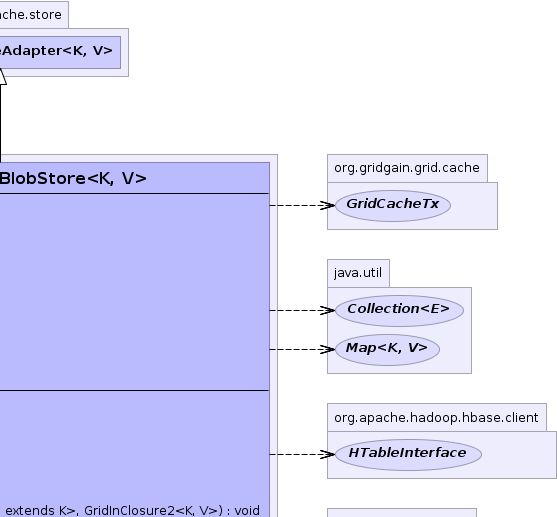 che.store
eAdapter<K, V>
BlobStore<K, V>
org.gridgain.grid.cache
GridCacheTx
java.util
Collection<E>
Map<K, V>
org.apache.hadoop.hbase.client
HTableInterface
extends K>, GridInClosure2<K, V>) : void